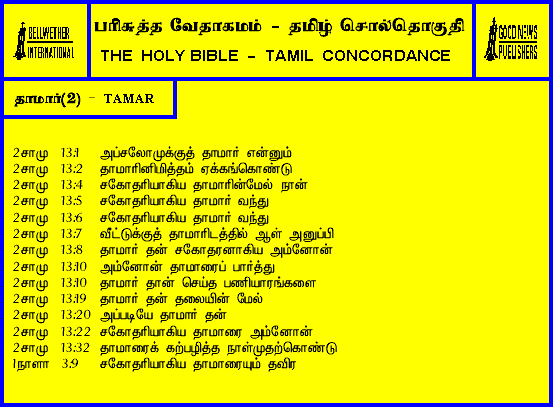 BELLWETHER
INTERNATIONAL
பரிசுத்த வேதாகமம் - தமிழ் சொல்தொகுதி
THE HOLY BIBLE - TAMIL CONCORDANCE
GOOD NEWS
PUBLISHERS
தாமார்(2) - TAMAR
2சாமு 13:1 அப்சலோமுக்குத் தாமார் என்னும்
2சாமு 13:2 தாமாரினிமித்தம் ஏக்கங்கொண்டு
2சாமு 13:4 சகோதரியாகிய தாமாரின்மேல் நான்
2சாமு 13:5 சகோதரியாகிய தாமார் வந்து
2சாமு 13:6 சகோதரியாகிய தாமார் வந்து
2சாமு 13:7 வீட்டுக்குத் தாமாரிடத்தில் ஆள் அனுப்பி
2சாமு 13:8 தாமார் தன் சகோதரனாகிய அம்னோன்
2சாமு 13:10 அம்னோன் தாமாரைப் பார்த்து
2சாமு 13:10 தாமார் தான் செய்த பணியாரங்களை
2சாமு 13:19 தாமார் தன் தலையின் மேல்
2சாமு 13:20 அப்படியே தாமார் தன்
2சாமு 13:22 சகோதரியாகிய தாமாரை அம்னோன்
2சாமு 13:32 தாமாரைக் கற்பழித்த நாள்முதற்கொண்டு
1நாளா 3:9 சகோதரியாகிய தாமாரையும் தவிர